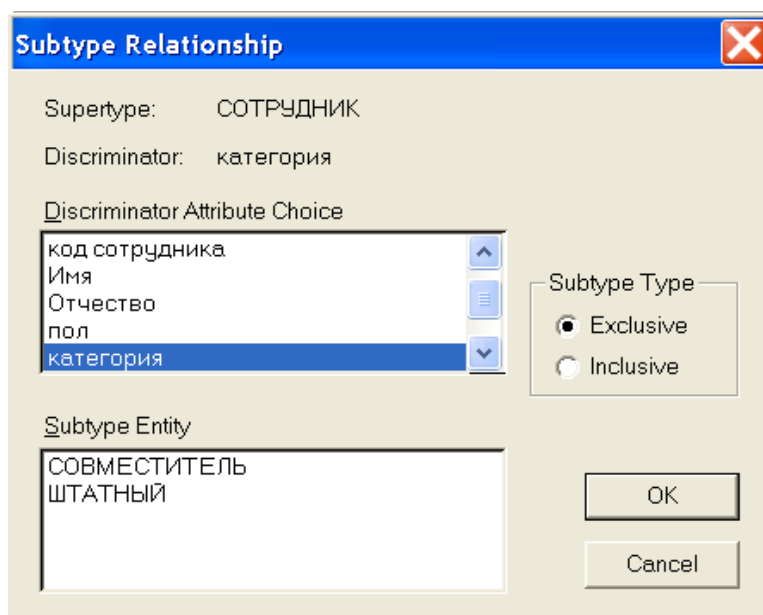 Subtype Relationship
Supertype: СОТРУДНИК
Discriminator: категория
Discriminator Attribute Choice
код сотрудника
Имя
Отчество
пол
категория
Subtype Type
Exclusive
Inclusive
Subtype Entity
СОВМЕСТИТЕЛЬ
ШТАТНЫЙ
OK
Cancel